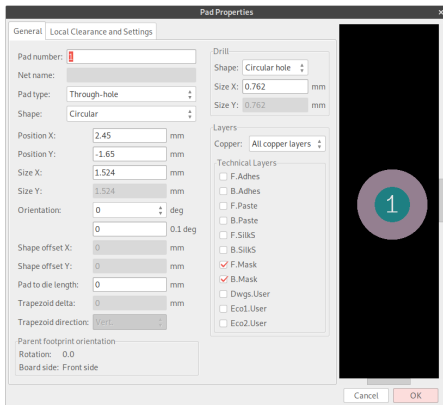 Pad Properties
×
General
Local Clearance and Settings
Pad number: 1
Net name:
Pad type: Through-hole
Shape: Circular
Position X: 2.45 mm
Position Y: -1.65 mm
Size X: 1.524 mm
Size Y: 1.524 mm
Orientation: 0 deg
0 0.1 deg
Shape offset X: 0 mm
Shape offset Y: 0 mm
Pad to die length: 0 mm
Trapezoid delta: 0 mm
Trapezoid direction: Vert.
Parent footprint orientation
Rotation: 0.0
Board side: Front side
Drill
Shape: Circular hole
Size X: 0.762 mm
Size Y: 0.762 mm
Layers
Copper: All copper layers
Technical Layers
F.Adhes
B.Adhes
F.Paste
B.Paste
F.SilkS
B.SilkS
F.Mask
B.Mask
Dwgs.User
Eco1.User
Eco2.User
1
Cancel
OK